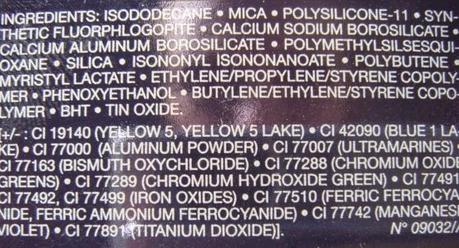 INGREDIENTS: ISODODECANE • MICA • POLYSILICONE-11 • SYN-
THETIC FLUORPHLOGOPITE • CALCIUM SODIUM BOROSILICATE •
CALCIUM ALUMINUM BOROSILICATE • POLYMETHYLSILSESQUI-
OXANE • SILICA • ISONONYL ISONONANOATE • POLYBUTENE •
MYRISTYL LACTATE • ETHYLENE/PROPYLENE/STYRENE COPOLY-
MER • PHENOXYETHANOL • BUTYLENE/ETHYLENE/STYRENE COPO-
LYMER • BHT • TIN OXIDE.
[+/- : CI 19140 (YELLOW 5, YELLOW 5 LAKE) • CI 42090 (BLUE 1 LA-
KE) • CI 77000 (ALUMINUM POWDER) • CI 77007 (ULTRAMARINES) •
CI 77163 (BISMUTH OXYCHLORIDE) • CI 77288 (CHROMIUM OXIDE
GREENS) • CI 77289 (CHROMIUM HYDROXIDE GREEN) • CI 77491,
CI 77492, CI 77499 (IRON OXIDES) • CI 77510 (FERRIC FERROCYA-
NIDE, FERRIC AMMONIUM FERROCYANIDE) • CI 77742 (MANGANESE
VIOLET) • CI 77891 (TITANIUM DIOXIDE)]. N° 09032/A